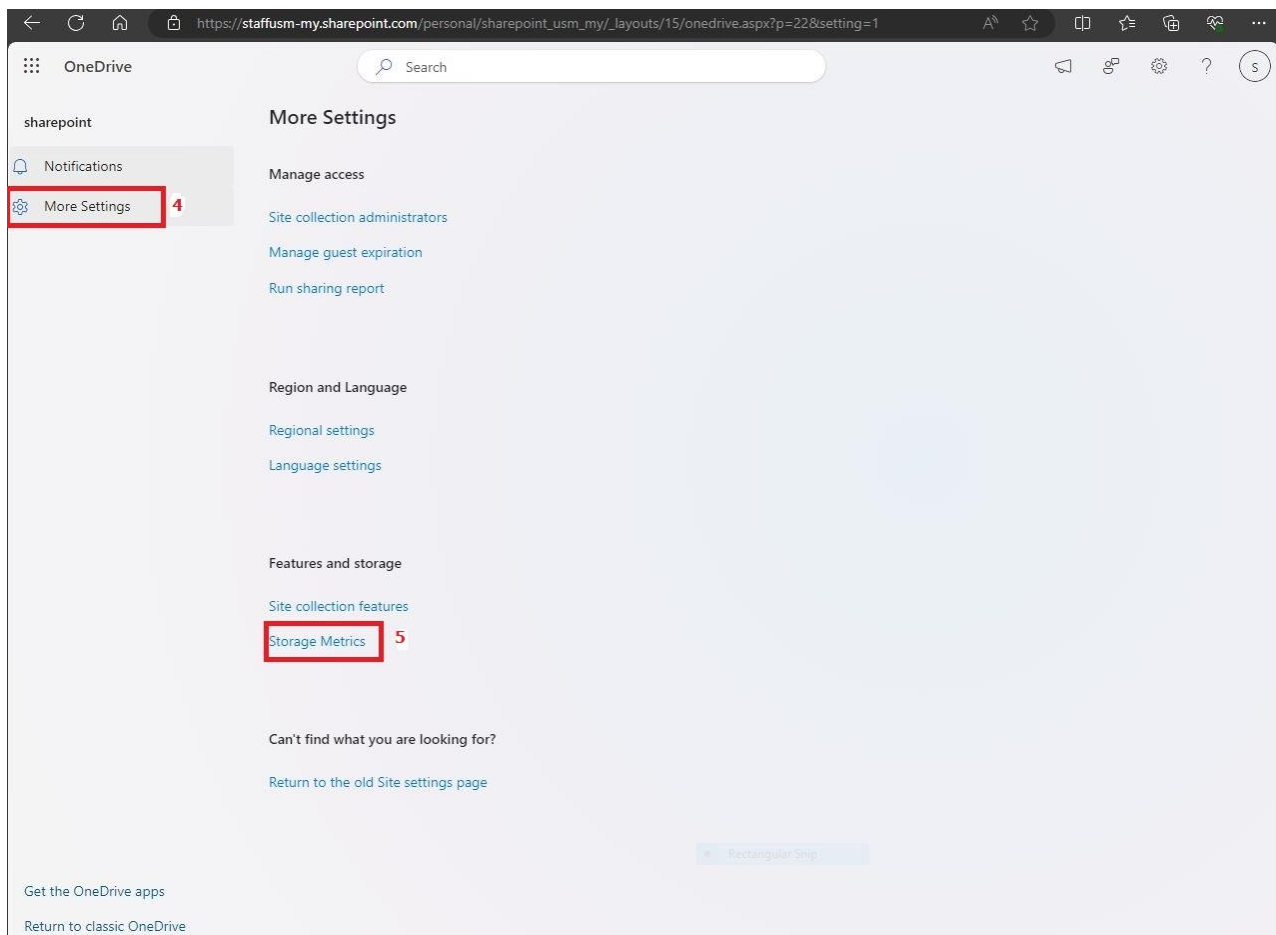 https://staffusm-my.sharepoint.com/personal/sharepoint_usm_my/_layouts/15/onedrive.aspx?p=22&setting=1
OneDrive
Search
S
sharepoint
Notifications
More Settings 4
More Settings
Manage access
Site collection administrators
Manage guest expiration
Run sharing report
Region and Language
Regional settings
Language settings
Features and storage
Site collection features
Storage Metrics 5
Can't find what you are looking for?
Return to the old Site settings page
Rectangular Snip
Get the OneDrive apps
Return to classic OneDrive